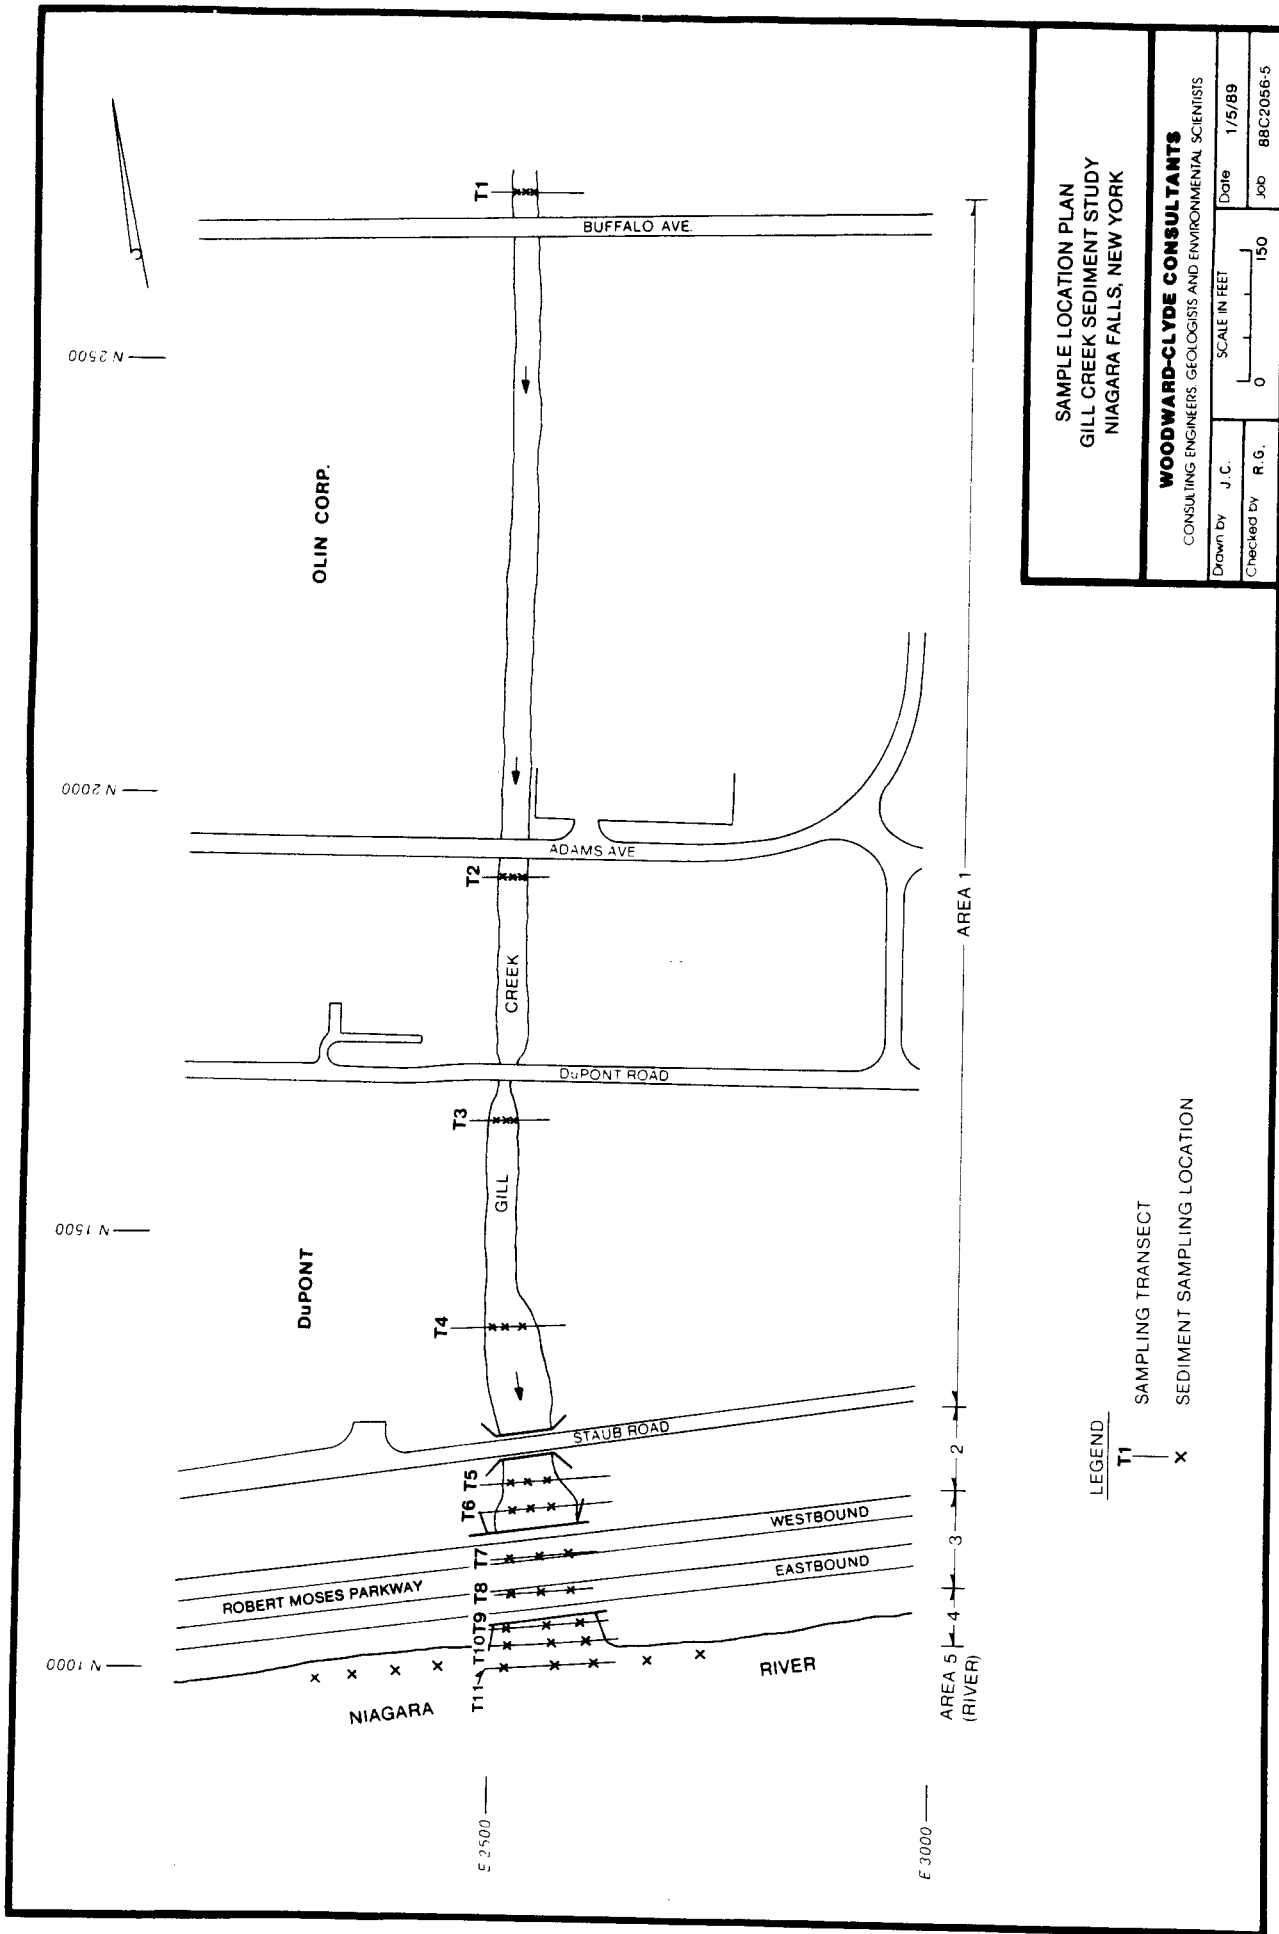 N 2500
N 2000
N 1500
N 1000
E 2500
E 3000
T1
BUFFALO AVE.
OLIN CORP.
ADAMS AVE
T2
CREEK
DuPONT ROAD
T3
GILL
DuPONT
T4
STAUB ROAD
T5
T6
WESTBOUND
T7
ROBERT MOSES PARKWAY
T8
EASTBOUND
T9
T10
T11
NIAGARA
RIVER
AREA 1
2
3
4
AREA 5
(RIVER)
LEGEND
T1
SAMPLING TRANSECT
X
SEDIMENT SAMPLING LOCATION
SAMPLE LOCATION PLAN
GILL CREEK SEDIMENT STUDY
NIAGARA FALLS, NEW YORK
WOODWARD-CLYDE CONSULTANTS
CONSULTING ENGINEERS, GEOLOGISTS AND ENVIRONMENTAL SCIENTISTS
Drawn by J.C.
Checked by R.G.
SCALE IN FEET
0 150
Date 1/5/89
Job 88C2056-5